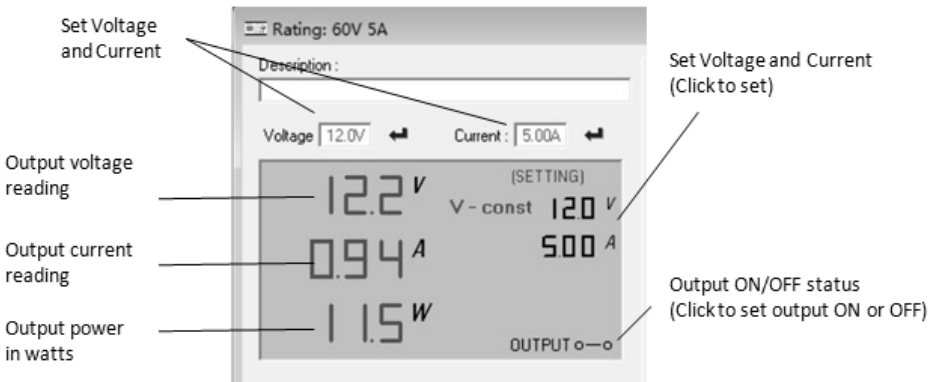 Set Voltage
and Current
Rating: 60V 5A
Description :
Set Voltage and Current
(Click to set)
Voltage 12.0V
Current : 5.00A
Output voltage
reading
12.2 V
(SETTING)
V - const 12.0 V
5.00 A
Output current
reading
0.94 A
Output ON/OFF status
(Click to set output ON or OFF)
Output power
in watts
11.5 W
OUTPUT